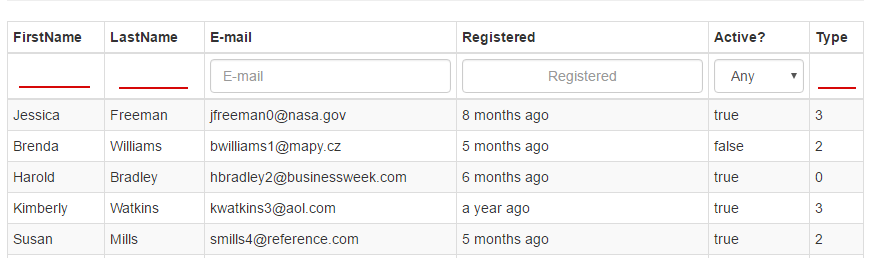 FirstName LastName E-mail Registered Active? Type
E-mail Registered Any
Jessica Freeman jfreeman0@nasa.gov 8 months ago true 3
Brenda Williams bwilliams1@mapy.cz 5 months ago false 2
Harold Bradley hbradley2@businessweek.com 6 months ago true 0
Kimberly Watkins kwatkins3@aol.com a year ago true 3
Susan Mills smills4@reference.com 5 months ago true 2